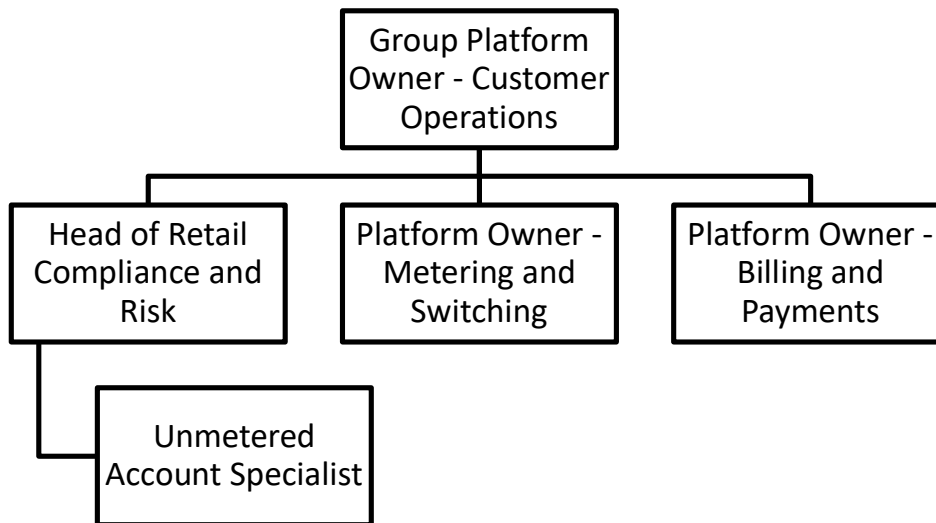 Group Platform
Owner - Customer
Operations
Head of Retail
Compliance and
Risk
Platform Owner -
Metering and
Switching
Platform Owner -
Billing and
Payments
Unmetered
Account Specialist